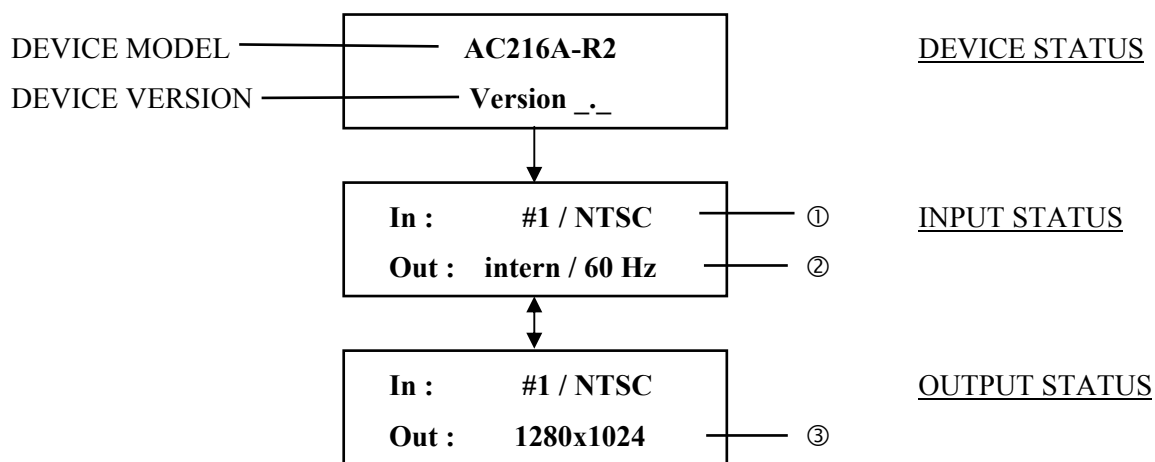 DEVICE MODEL AC216A-R2 DEVICE STATUS
DEVICE VERSION Version _._
In : #1 / NTSC ① INPUT STATUS
Out : intern / 60 Hz ②
In : #1 / NTSC OUTPUT STATUS
Out : 1280x1024 ③